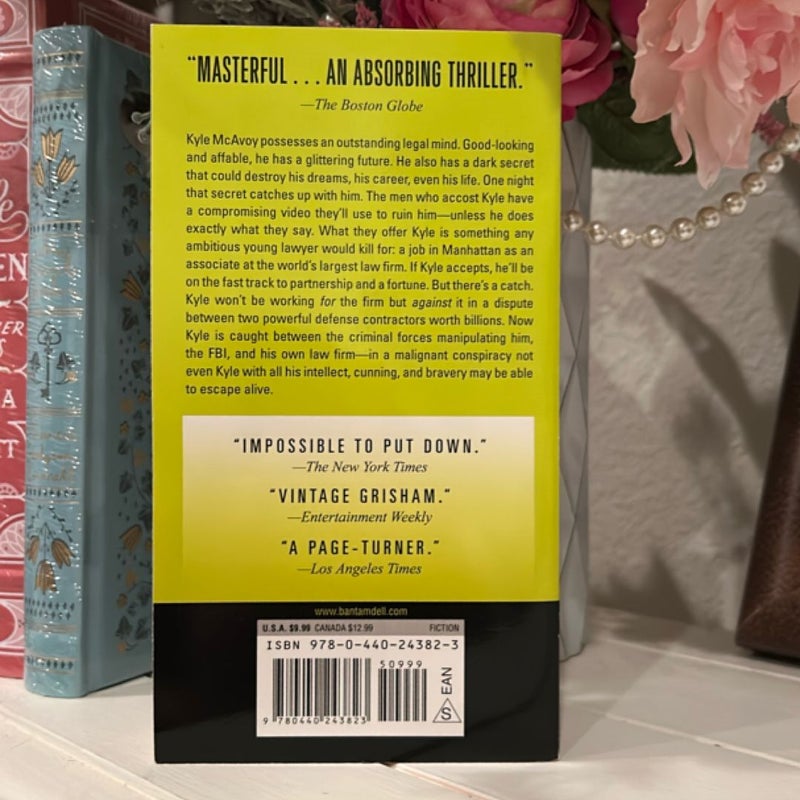 "MASTERFUL . . . AN ABSORBING THRILLER."
—The Boston Globe
Kyle McAvoy possesses an outstanding legal mind. Good-looking
and affable, he has a glittering future. He also has a dark secret
that could destroy his dreams, his career, even his life. One night
that secret catches up with him. The men who accost Kyle have
a compromising video they'll use to ruin him—unless he does
exactly what they say. What they offer Kyle is something any
ambitious young lawyer would kill for: a job in Manhattan as an
associate at the world's largest law firm. If Kyle accepts, he'll be
on the fast track to partnership and a fortune. But there's a catch.
Kyle won't be working for the firm but against it in a dispute
between two powerful defense contractors worth billions. Now
Kyle is caught between the criminal forces manipulating him,
the FBI, and his own law firm—in a malignant conspiracy not
even Kyle with all his intellect, cunning, and bravery may be able
to escape alive.
"IMPOSSIBLE TO PUT DOWN."
—The New York Times
"VINTAGE GRISHAM."
—Entertainment Weekly
"A PAGE-TURNER."
—Los Angeles Times
www.bantamdell.com
U.S.A. $9.99 CANADA $12.99 FICTION
ISBN 978-0-440-24382-3
50999
9 780440 243823
EAN
S